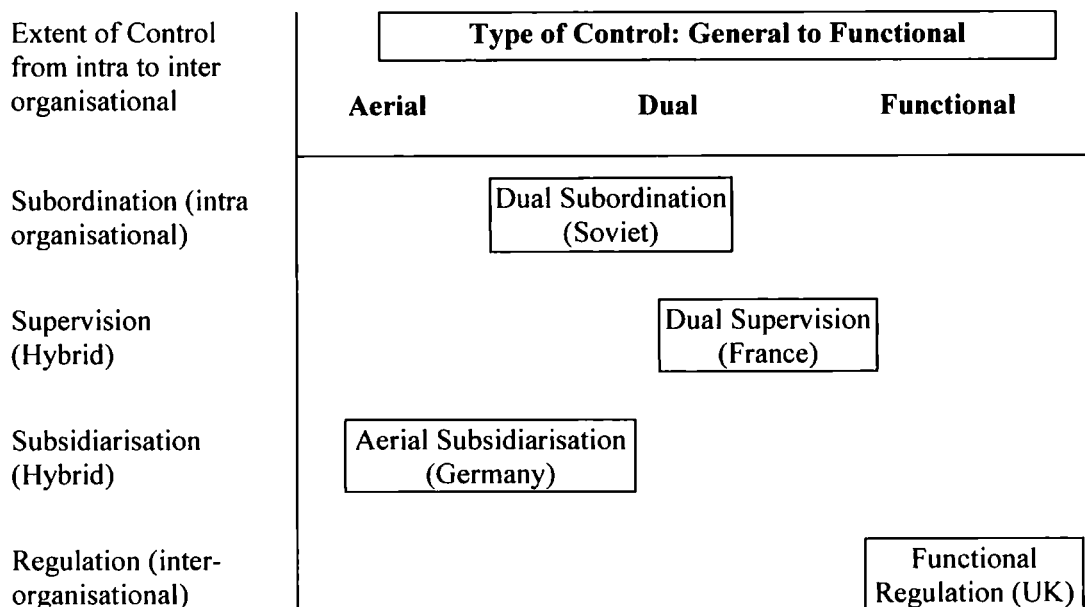 Extent of Control
from intra to inter
organisational
Type of Control: General to Functional
Aerial Dual Functional
Subordination (intra
organisational)
Dual Subordination
(Soviet)
Supervision
(Hybrid)
Dual Supervision
(France)
Subsidiarisation
(Hybrid)
Aerial Subsidiarisation
(Germany)
Regulation (inter-
organisational)
Functional
Regulation (UK)